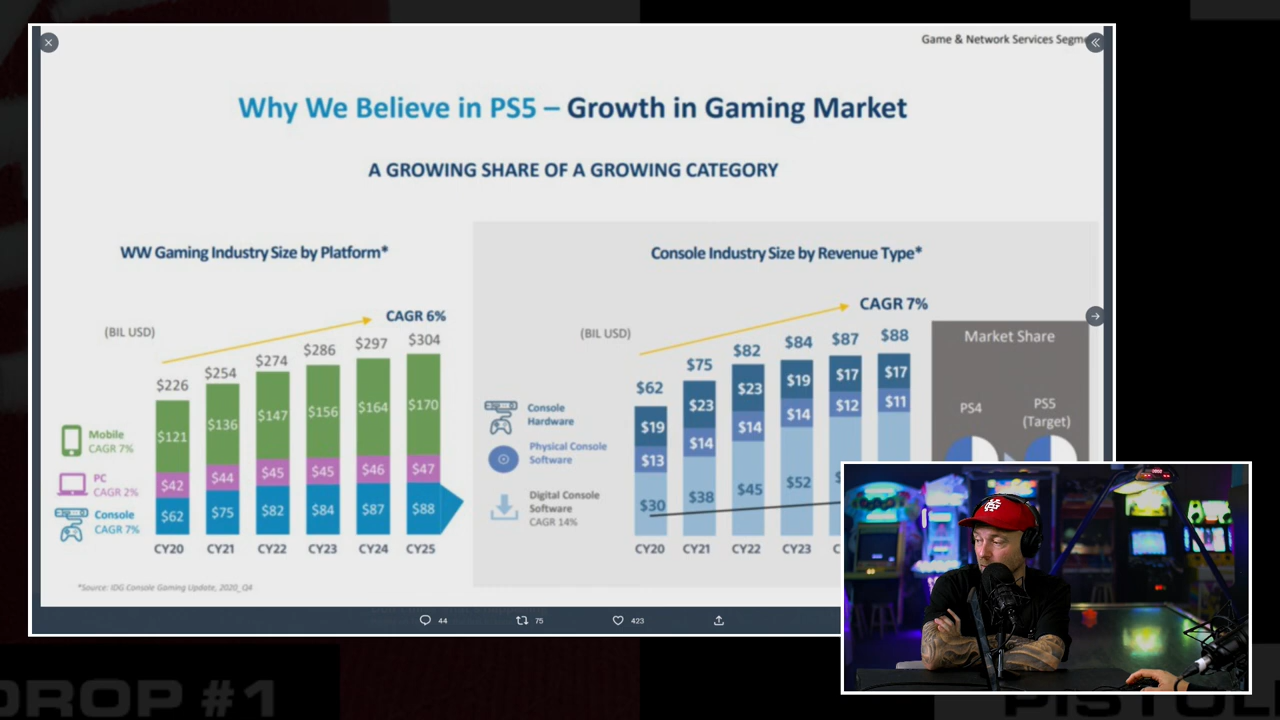 Game & Network Services Segm
Why We Believe in PS5 – Growth in Gaming Market
A GROWING SHARE OF A GROWING CATEGORY
WW Gaming Industry Size by Platform*
(BIL USD)
CAGR 6%
$226
$254
$274
$286
$297
$304
Mobile
CAGR 7%
$121
$136
$147
$156
$164
$170
PC
CAGR 2%
$42
$44
$45
$45
$46
$47
Console
CAGR 7%
$62
$75
$82
$84
$87
$88
CY20
CY21
CY22
CY23
CY24
CY25
*Source: IDG Console Gaming Update, 2020_Q4
Console Industry Size by Revenue Type*
(BIL USD)
CAGR 7%
$62
$75
$82
$84
$87
$88
Console
Hardware
$19
$23
$23
$19
$17
$17
Physical Console
Software
$13
$14
$14
$14
$12
$11
Digital Console
Software
CAGR 14%
$30
$38
$45
$52
$
CY20
CY21
CY22
CY23
C
Market Share
PS4
PS5
(Target)
44
75
423
DROP #1
PISTOL